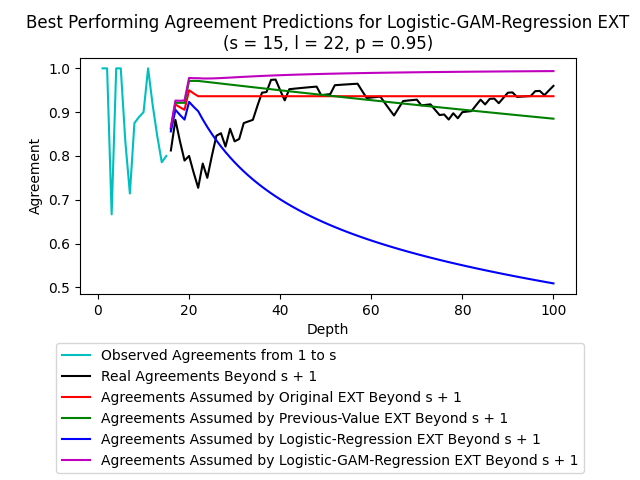 Best Performing Agreement Predictions for Logistic-GAM-Regression EXT
(s = 15, l = 22, p = 0.95)
1.0
0.9
0.8
0.7
0.6
0.5
Agreement
0
20
40
60
80
100
Depth
Observed Agreements from 1 to s
Real Agreements Beyond s + 1
Agreements Assumed by Original EXT Beyond s + 1
Agreements Assumed by Previous-Value EXT Beyond s + 1
Agreements Assumed by Logistic-Regression EXT Beyond s + 1
Agreements Assumed by Logistic-GAM-Regression EXT Beyond s + 1